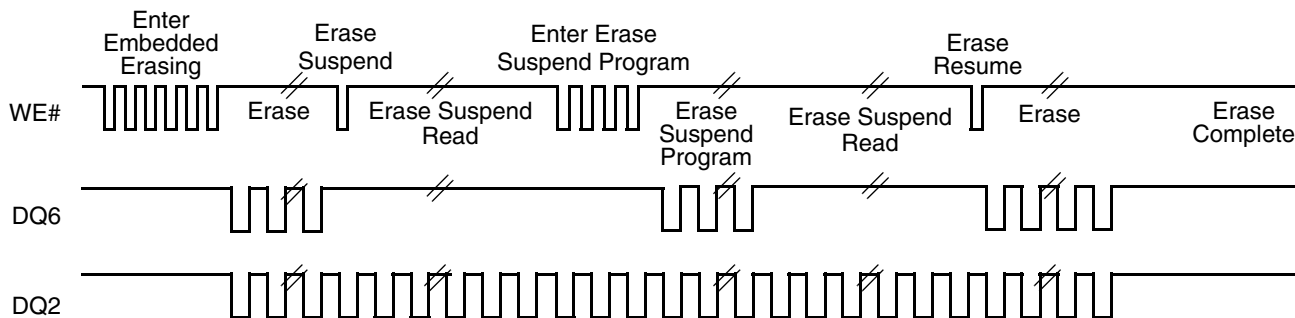 Enter
Embedded
Erasing
Erase
Suspend
Enter Erase
Suspend Program
Erase
Resume
WE#
Erase
Erase Suspend
Read
Erase
Suspend
Program
Erase Suspend
Read
Erase
Erase
Complete
DQ6
DQ2